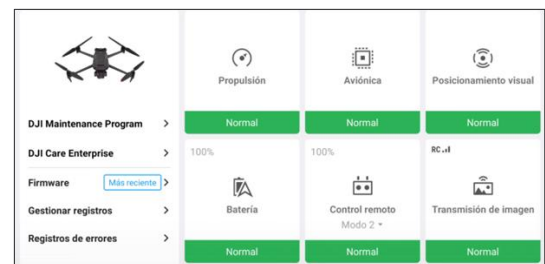 Propulsión
Aviónica
Posicionamiento visual
DJI Maintenance Program
Normal
Normal
Normal
DJI Care Enterprise
100%
100%
RC
Firmware
Más reciente
Gestionar registros
Batería
Control remoto
Transmisión de imagen
Modo 2
Registros de errores
Normal
Normal
Normal